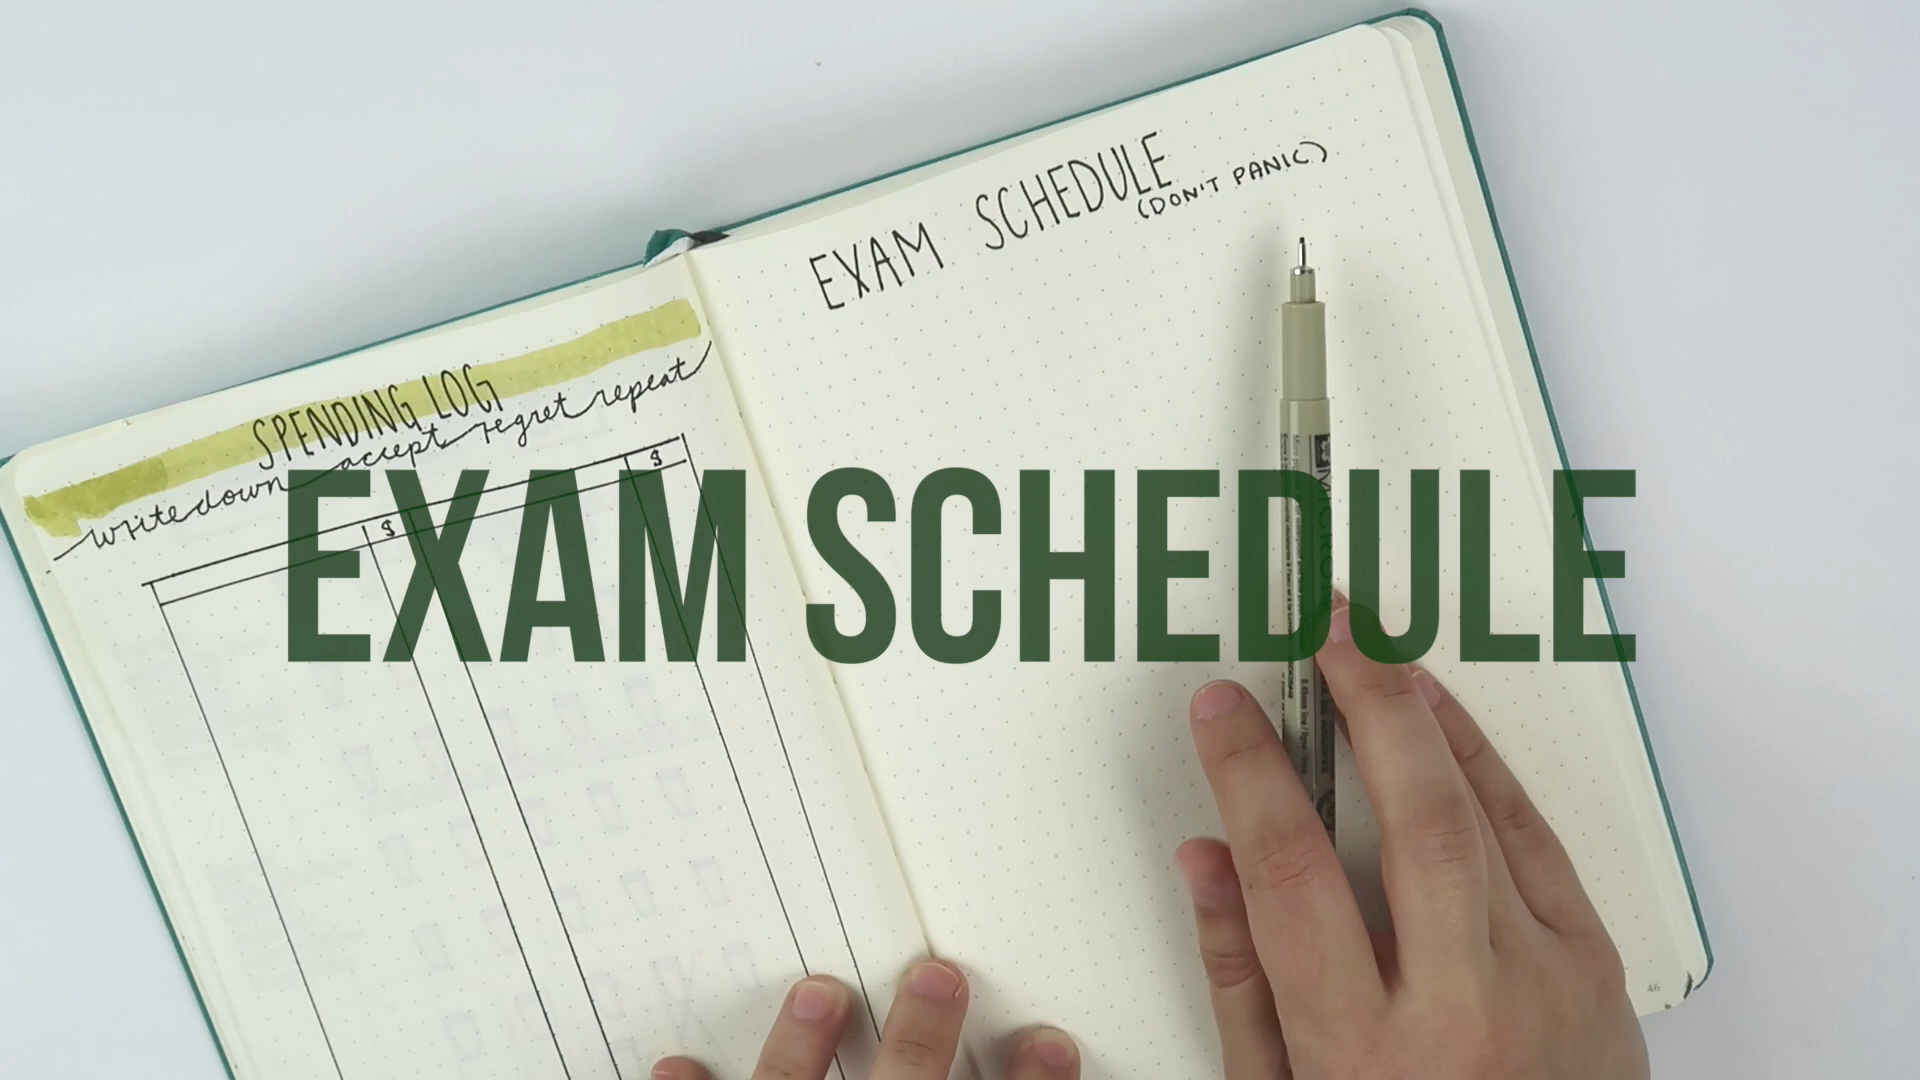 SPENDING LOG
write down accept regret repeat
$
$
EXAM SCHEDULE
(DON'T PANIC)
EXAM SCHEDULE
MICRON
46